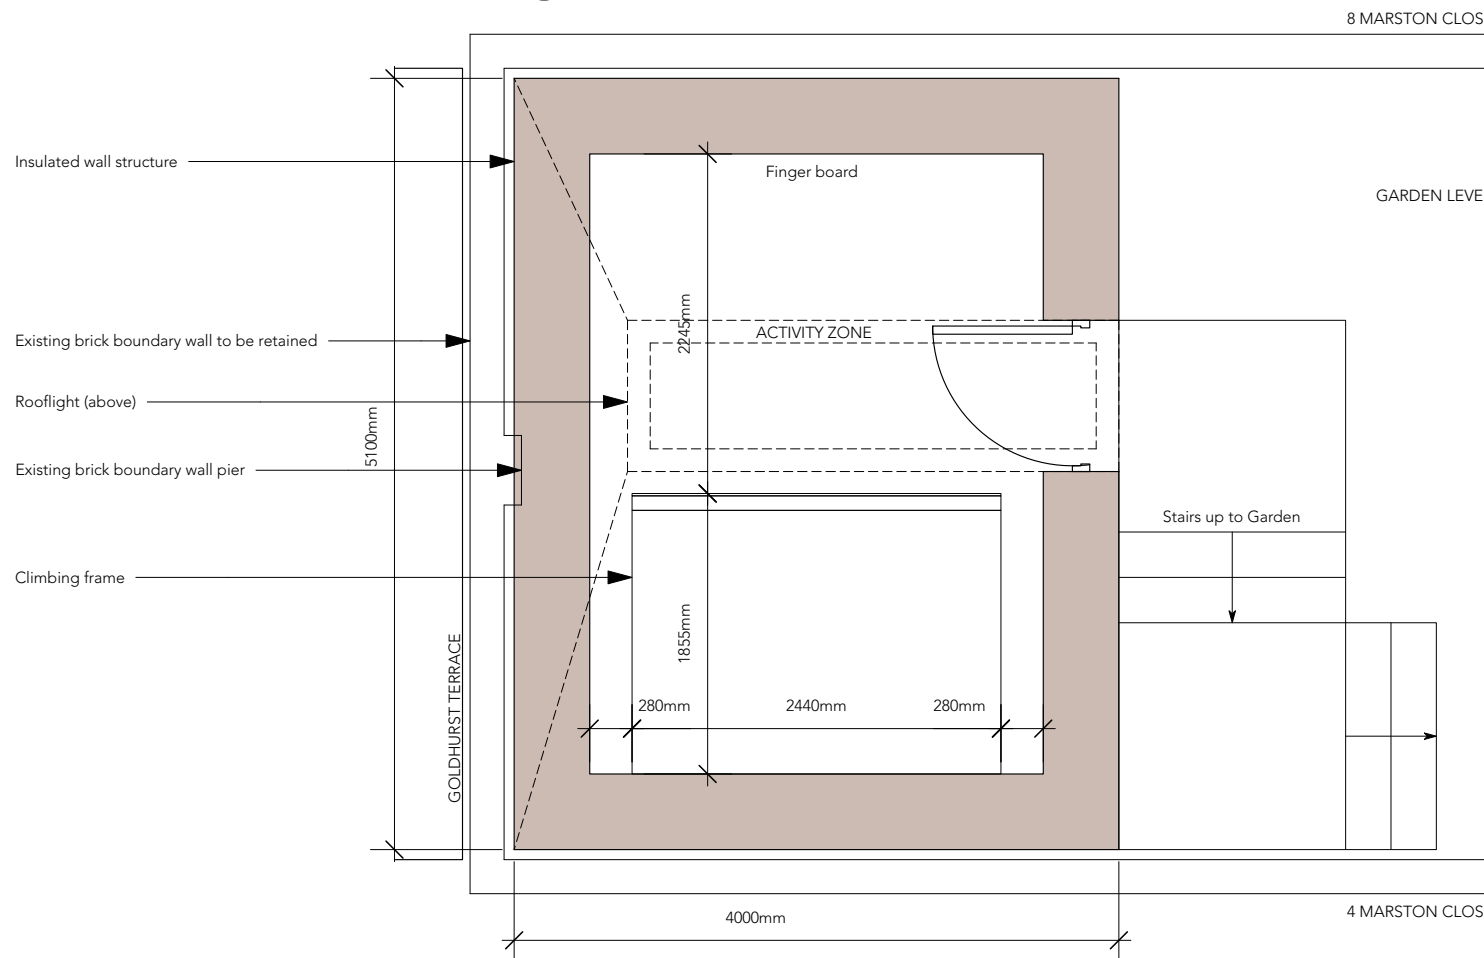 8 MARSTON CLOS
Insulated wall structure
Finger board
GARDEN LEVE
2245mm
ACTIVITY ZONE
Existing brick boundary wall to be retained
Rooflight (above)
5100mm
Existing brick boundary wall pier
Stairs up to Garden
Climbing frame
1855mm
GOLDHURST TERRACE
280mm
2440mm
280mm
4000mm
4 MARSTON CLOS